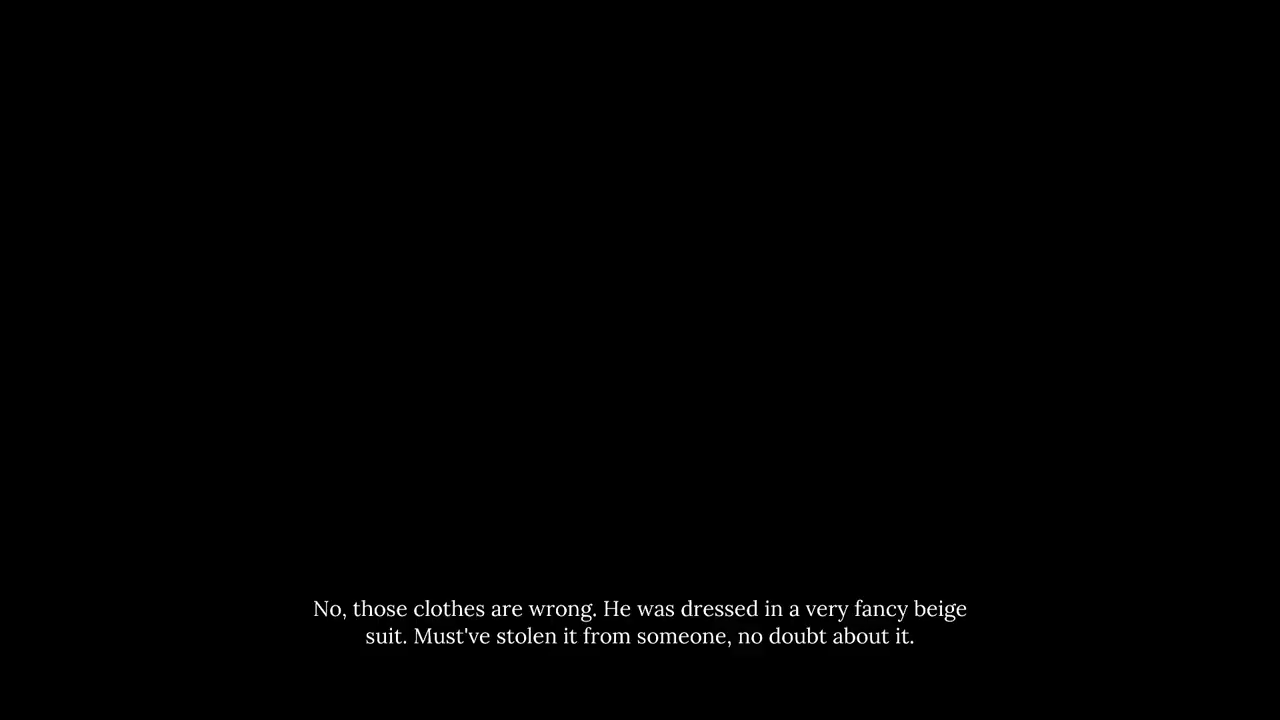 No, those clothes are wrong. He was dressed in a very fancy beige
suit. Must've stolen it from someone, no doubt about it.